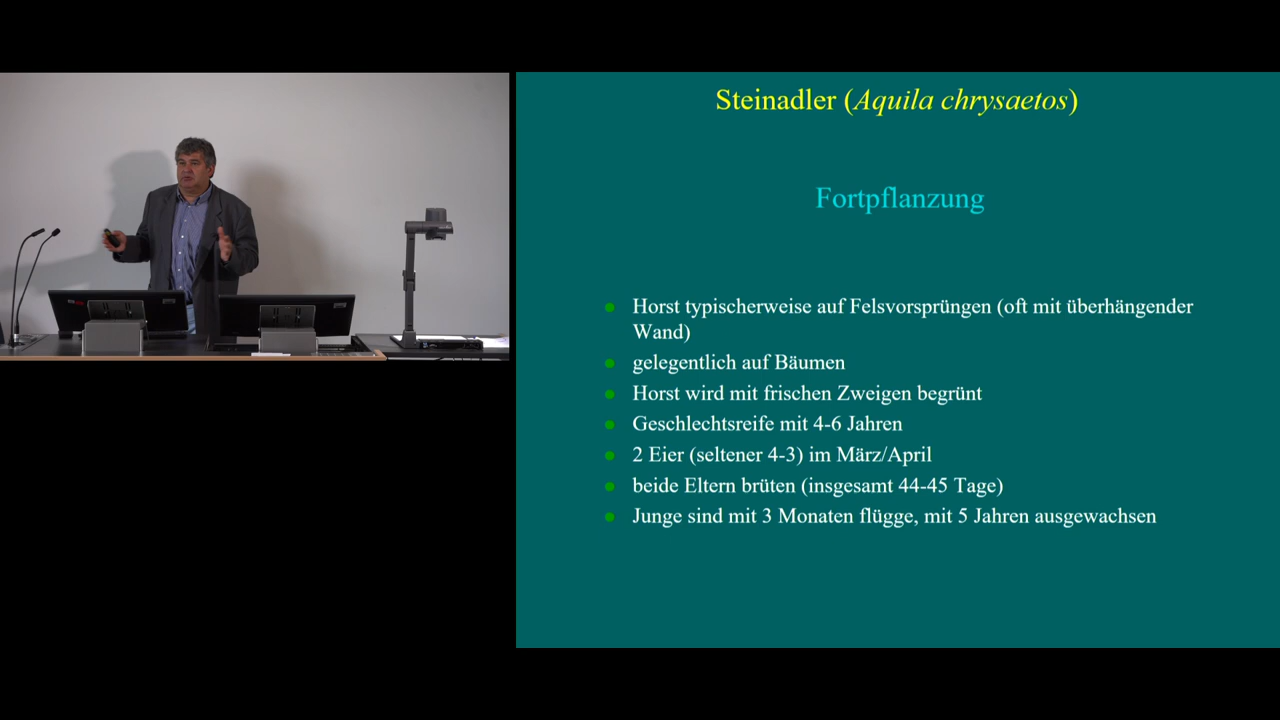 Steinadler (Aquila chrysaetos)
Fortpflanzung
Horst typischerweise auf Felsvorsprüngen (oft mit überhängender
Wand)
gelegentlich auf Bäumen
Horst wird mit frischen Zweigen begrünt
Geschlechtsreife mit 4-6 Jahren
2 Eier (seltener 4-3) im März/April
beide Eltern brüten (insgesamt 44-45 Tage)
Junge sind mit 3 Monaten flügge, mit 5 Jahren ausgewachsen